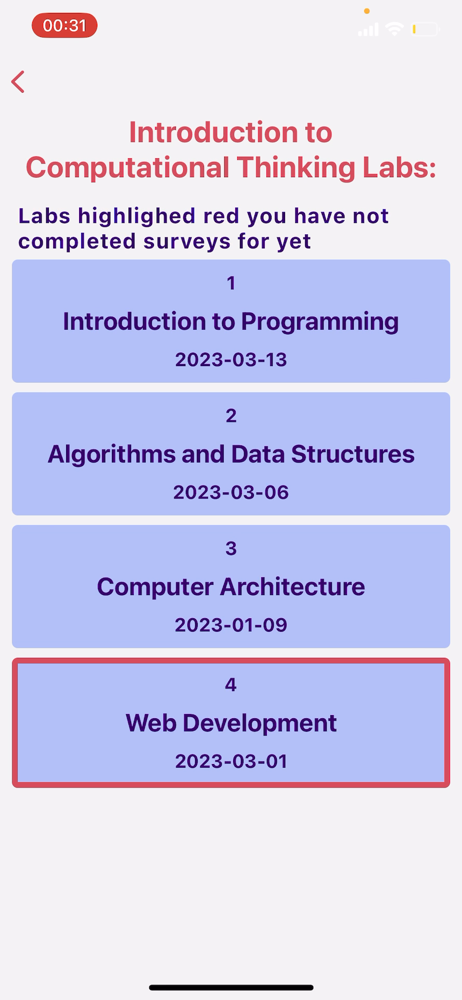 00:31
Introduction to
Computational Thinking Labs:
Labs highlighed red you have not
completed surveys for yet
1
Introduction to Programming
2023-03-13
2
Algorithms and Data Structures
2023-03-06
3
Computer Architecture
2023-01-09
4
Web Development
2023-03-01